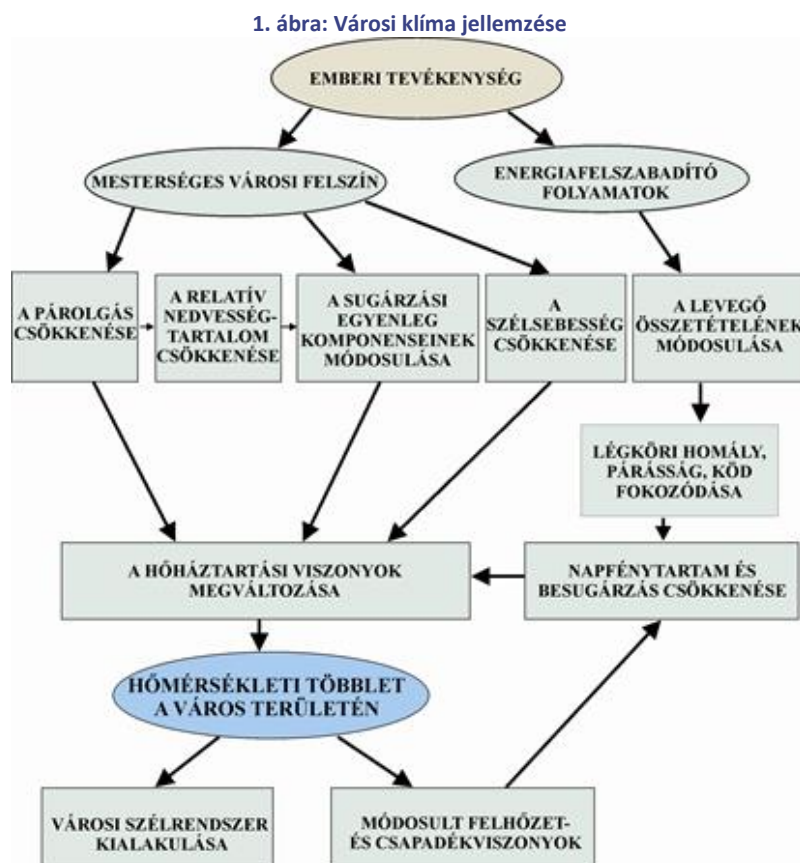 1. ábra: Városi klíma jellemzése
EMBERI TEVÉKENYSÉG
MESTERSÉGES VÁROSI FELSZÍN
ENERGIAFELSZABADÍTÓ
FOLYAMATOK
A PÁROLGÁS
CSÖKKENÉSE
A RELATÍV
NEDVESSÉG-
TARTALOM
CSÖKKENÉSE
A SUGÁRZÁSI
EGYENLEG
KOMPONENSEINEK
MÓDOSULÁSA
A
SZÉLSEBESSÉG
CSÖKKENÉSE
A LEVEGŐ
ÖSSZETÉTELÉNEK
MÓDOSULÁSA
LÉGKÖRI HOMÁLY,
PÁRÁSSÁG, KÖD
FOKOZÓDÁSA
A HŐHÁZTARTÁSI VISZONYOK
MEGVÁLTOZÁSA
NAPFÉNYTARTAM ÉS
BESUGÁRZÁS CSÖKKENÉSE
HŐMÉRSÉKLETI TÖBBLET
A VÁROS TERÜLETÉN
VÁROSI SZÉLRENDSZER
KIALAKULÁSA
MÓDOSULT FELHŐZET-
ÉS CSAPADÉKVISZONYOK